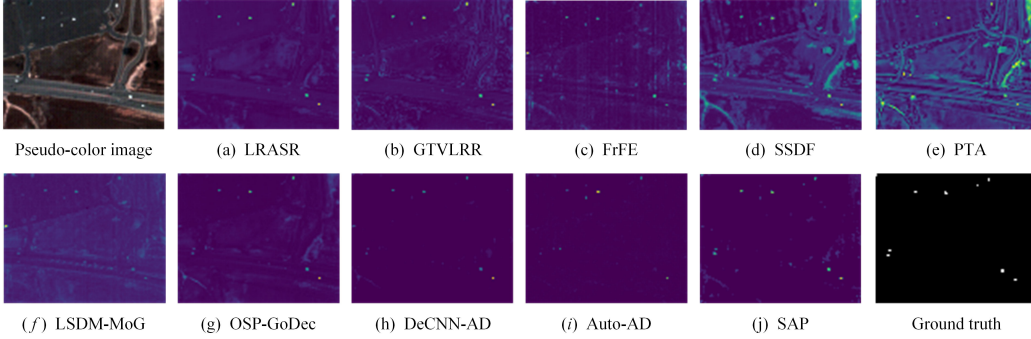 Pseudo-color image (a) LRASR (b) GTVLRR (c) FrFE (d) SSDF (e) PTA
(f) LSDM-MoG (g) OSP-GoDec (h) DeCNN-AD (i) Auto-AD (j) SAP Ground truth